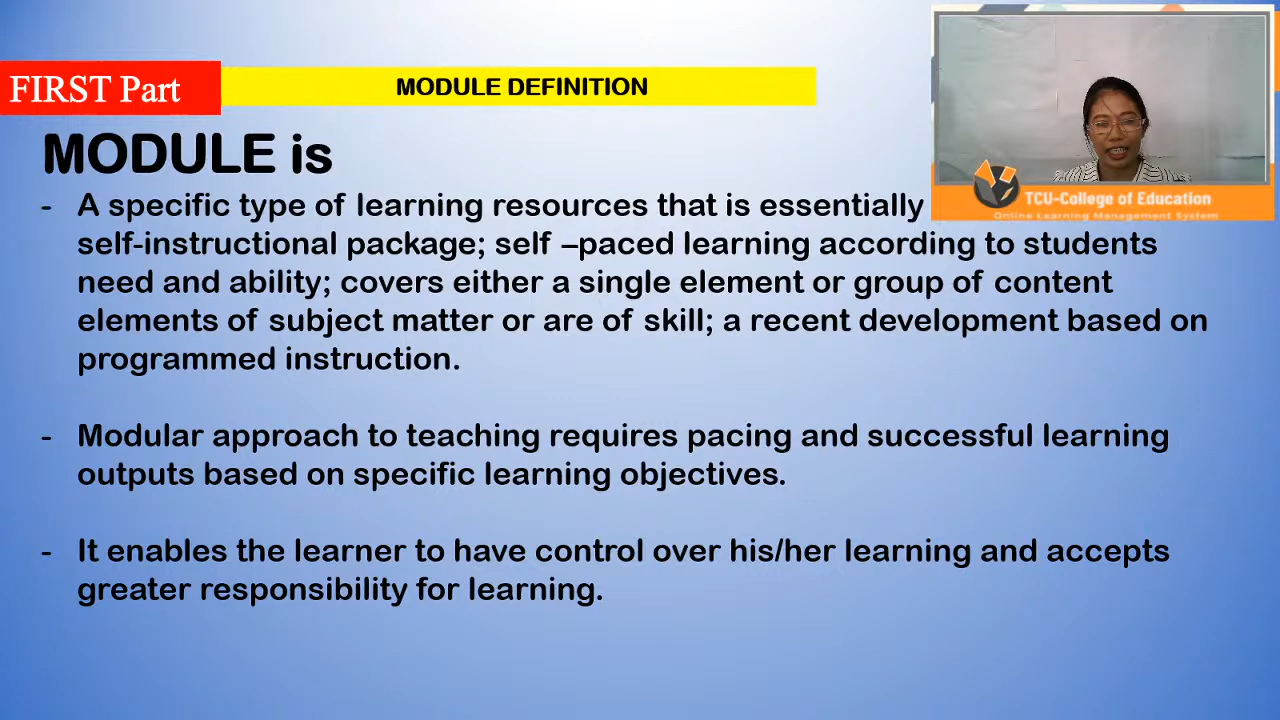 FIRST Part
MODULE DEFINITION
MODULE is
- A specific type of learning resources that is essentially
self-instructional package; self –paced learning according to students
need and ability; covers either a single element or group of content
elements of subject matter or are of skill; a recent development based on
programmed instruction.
- Modular approach to teaching requires pacing and successful learning
outputs based on specific learning objectives.
- It enables the learner to have control over his/her learning and accepts
greater responsibility for learning.
TCU-College of Education
Online Learning Management System